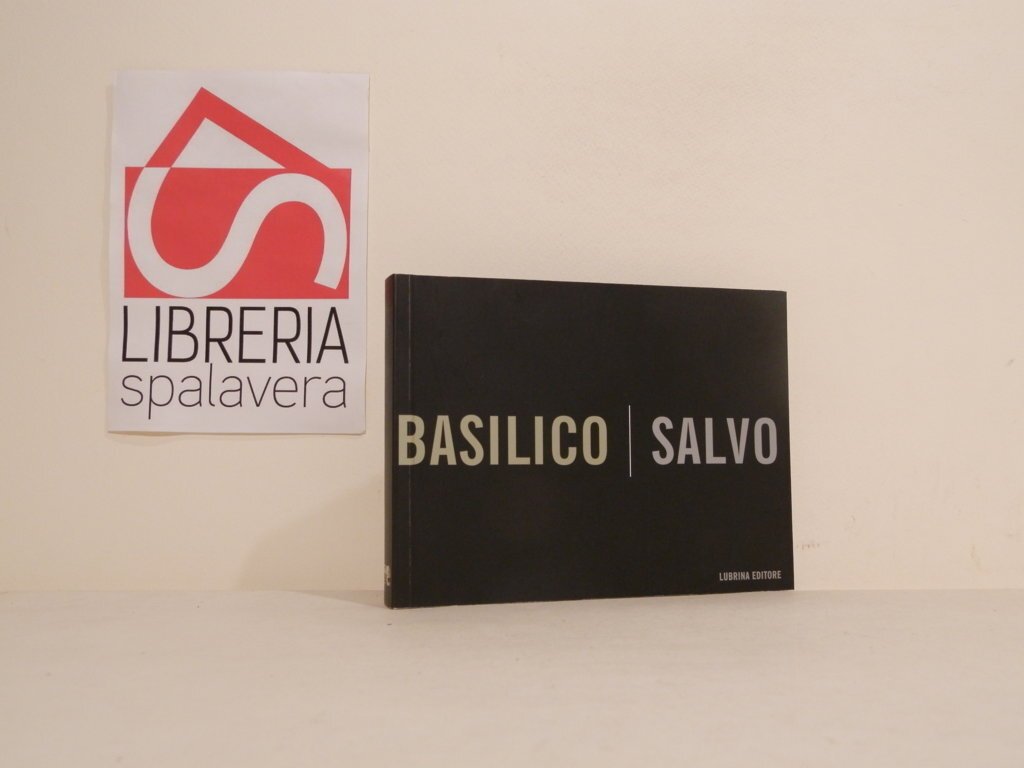 LIBRERIA
spalavera
BASILICO | SALVO
LUBRINA EDITORE